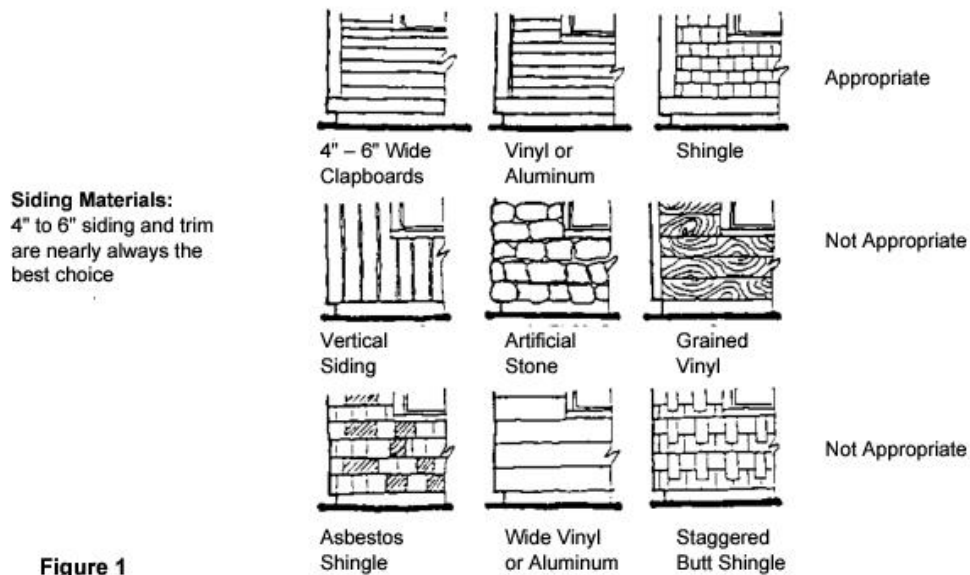 Appropriate
4" – 6" Wide
Clapboards
Vinyl or
Aluminum
Shingle
Siding Materials:
4" to 6" siding and trim
are nearly always the
best choice
Not Appropriate
Vertical
Siding
Artificial
Stone
Grained
Vinyl
Not Appropriate
Asbestos
Shingle
Wide Vinyl
or Aluminum
Staggered
Butt Shingle
Figure 1